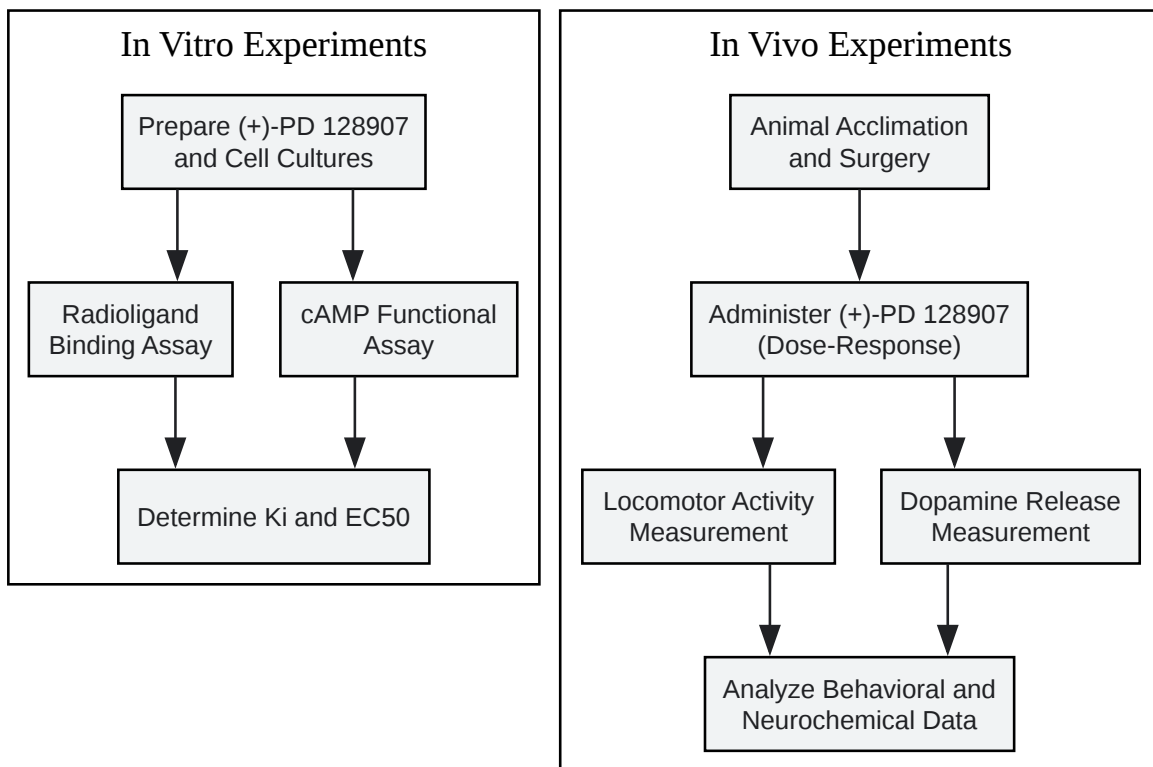 In Vitro Experiments
Prepare (+)-PD 128907
and Cell Cultures
Radioligand
Binding Assay
cAMP Functional
Assay
Determine Ki and EC50
In Vivo Experiments
Animal Acclimation
and Surgery
Administer (+)-PD 128907
(Dose-Response)
Locomotor Activity
Measurement
Dopamine Release
Measurement
Analyze Behavioral and
Neurochemical Data